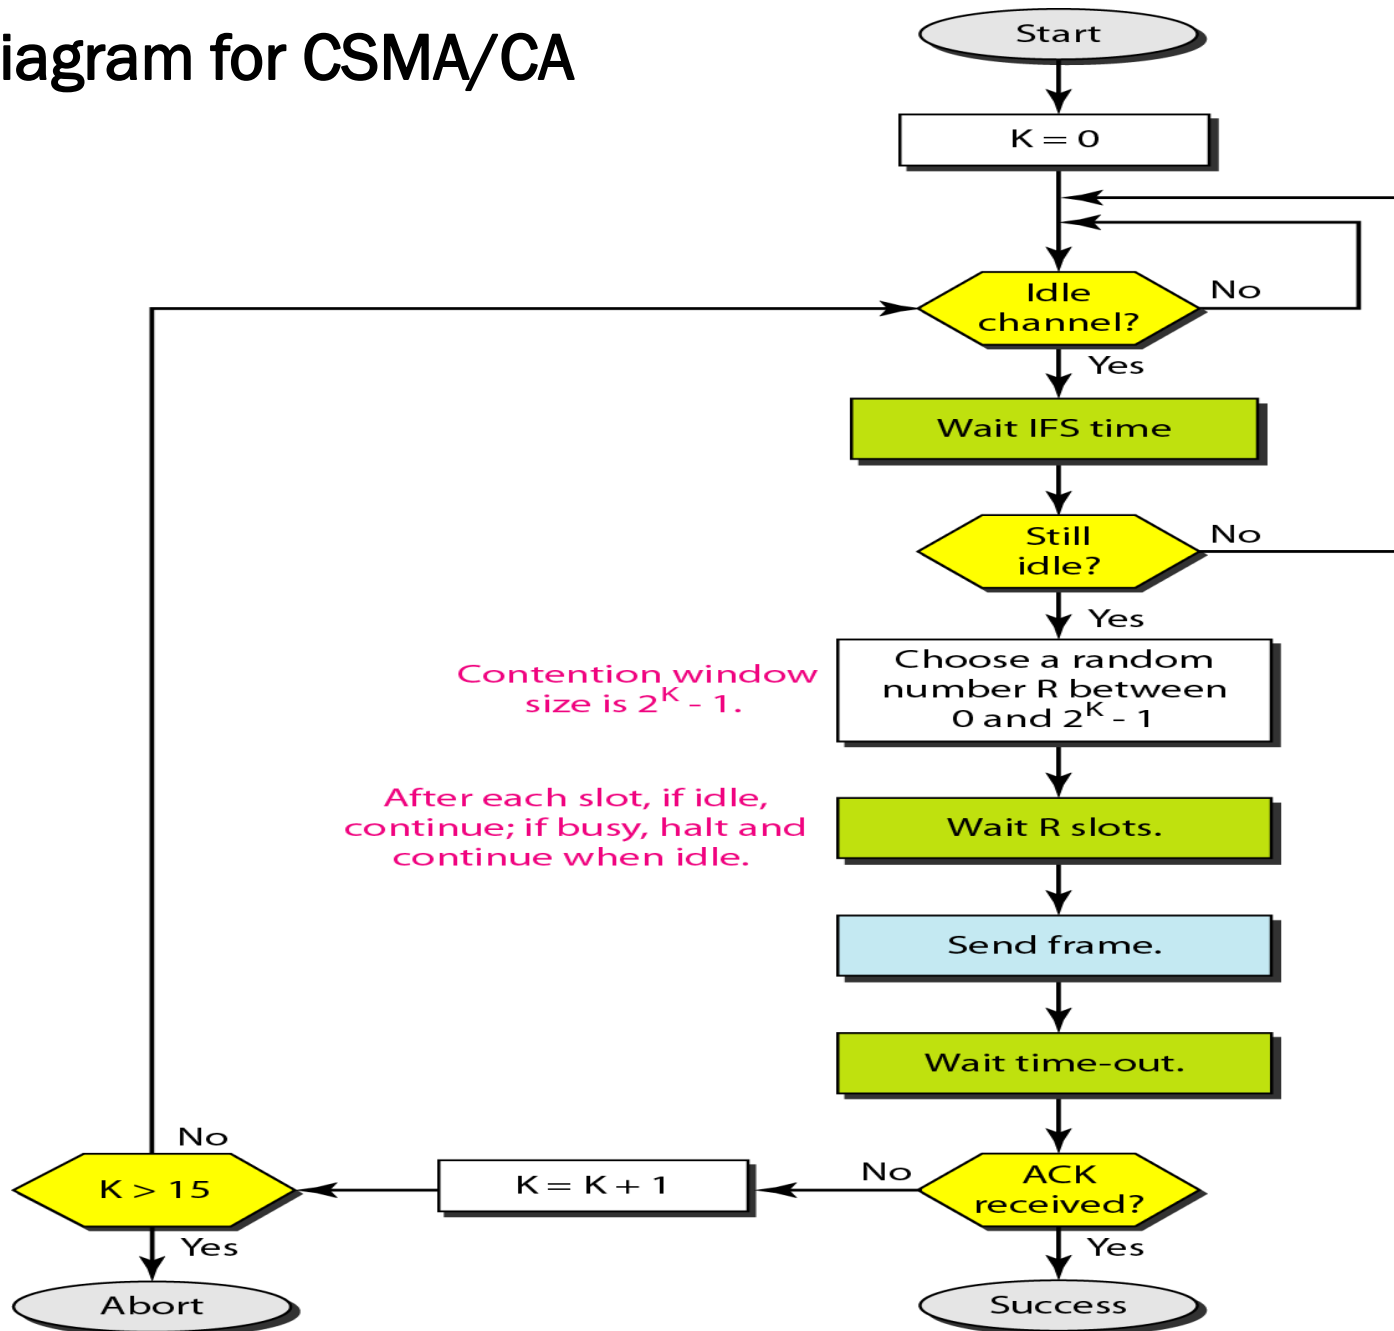 iagram for CSMA/CA
Start
K = 0
Idle
channel?
No
Yes
Wait IFS time
Still
idle?
No
Yes
Contention window
size is 2^K - 1.
Choose a random
number R between
0 and 2^K - 1
After each slot, if idle,
continue; if busy, halt and
continue when idle.
Wait R slots.
Send frame.
Wait time-out.
ACK
received?
No
K = K + 1
K > 15
No
Yes
Abort
Yes
Success